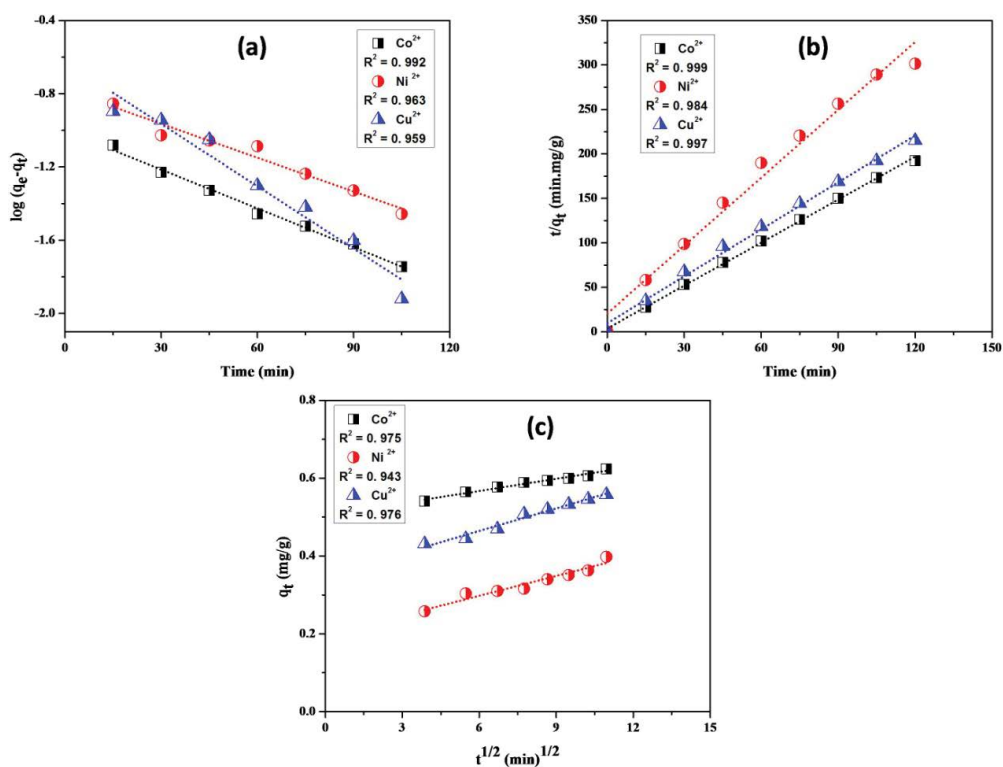 (a)
Co²⁺
R² = 0. 992
Ni ²⁺
R² = 0. 963
Cu²⁺
R² = 0. 959
-0.4
-0.8
-1.2
-1.6
-2.0
log (qₑ-qₜ)
0 30 60 90 120
Time (min)
(b)
Co²⁺
R² = 0. 999
Ni²⁺
R² = 0. 984
Cu²⁺
R² = 0. 997
350
300
250
200
150
100
50
0
t/qₜ (min.mg/g)
0 30 60 90 120 150
Time (min)
(c)
Co²⁺
R² = 0. 975
Ni ²⁺
R² = 0. 943
Cu²⁺
R² = 0. 976
0.8
0.6
0.4
0.2
0.0
qₜ (mg/g)
0 3 6 9 12 15
t¹ᐟ² (min)¹ᐟ²